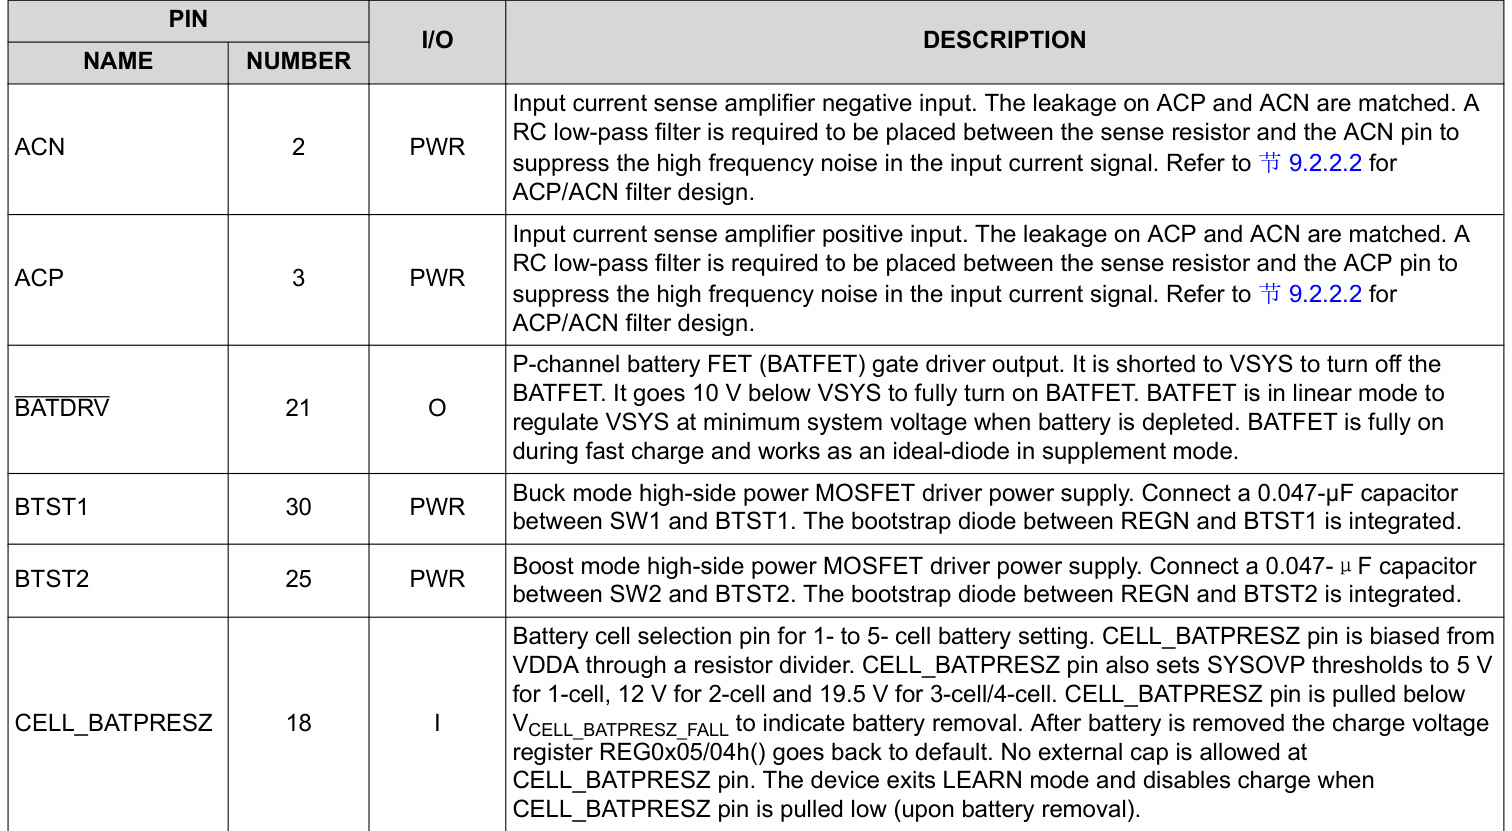 PIN
I/O
DESCRIPTION
NAME
NUMBER
ACN
2
PWR
Input current sense amplifier negative input. The leakage on ACP and ACN are matched. A
RC low-pass filter is required to be placed between the sense resistor and the ACN pin to
suppress the high frequency noise in the input current signal. Refer to 节 9.2.2.2 for
ACP/ACN filter design.
ACP
3
PWR
Input current sense amplifier positive input. The leakage on ACP and ACN are matched. A
RC low-pass filter is required to be placed between the sense resistor and the ACP pin to
suppress the high frequency noise in the input current signal. Refer to 节 9.2.2.2 for
ACP/ACN filter design.
BATDRV
21
O
P-channel battery FET (BATFET) gate driver output. It is shorted to VSYS to turn off the
BATFET. It goes 10 V below VSYS to fully turn on BATFET. BATFET is in linear mode to
regulate VSYS at minimum system voltage when battery is depleted. BATFET is fully on
during fast charge and works as an ideal-diode in supplement mode.
BTST1
30
PWR
Buck mode high-side power MOSFET driver power supply. Connect a 0.047-μF capacitor
between SW1 and BTST1. The bootstrap diode between REGN and BTST1 is integrated.
BTST2
25
PWR
Boost mode high-side power MOSFET driver power supply. Connect a 0.047- μ F capacitor
between SW2 and BTST2. The bootstrap diode between REGN and BTST2 is integrated.
CELL_BATPRESZ
18
I
Battery cell selection pin for 1- to 5- cell battery setting. CELL_BATPRESZ pin is biased from
VDDA through a resistor divider. CELL_BATPRESZ pin also sets SYSOVP thresholds to 5 V
for 1-cell, 12 V for 2-cell and 19.5 V for 3-cell/4-cell. CELL_BATPRESZ pin is pulled below
VCELL_BATPRESZ_FALL to indicate battery removal. After battery is removed the charge voltage
register REG0x05/04h() goes back to default. No external cap is allowed at
CELL_BATPRESZ pin. The device exits LEARN mode and disables charge when
CELL_BATPRESZ pin is pulled low (upon battery removal).